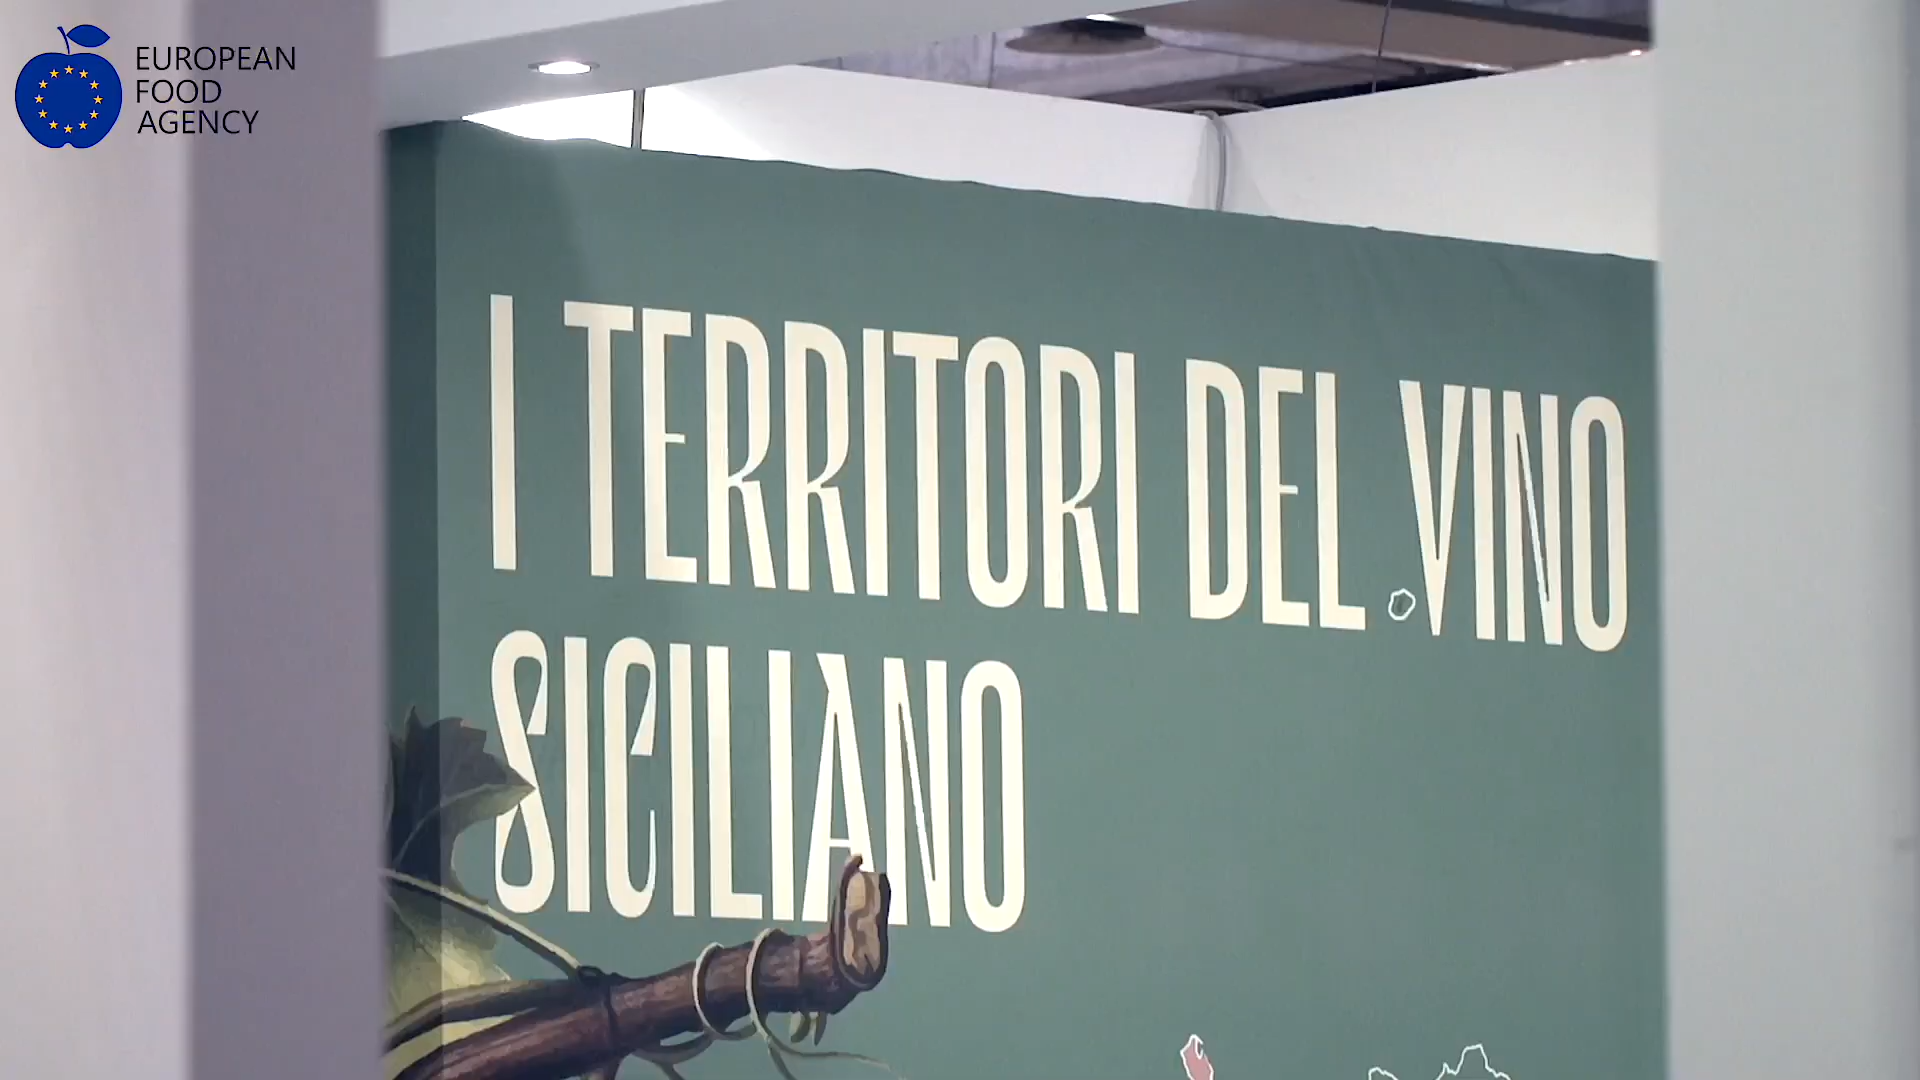 EUROPEAN
FOOD
AGENCY
I TERRITORI DEL VINO
SICILIANO